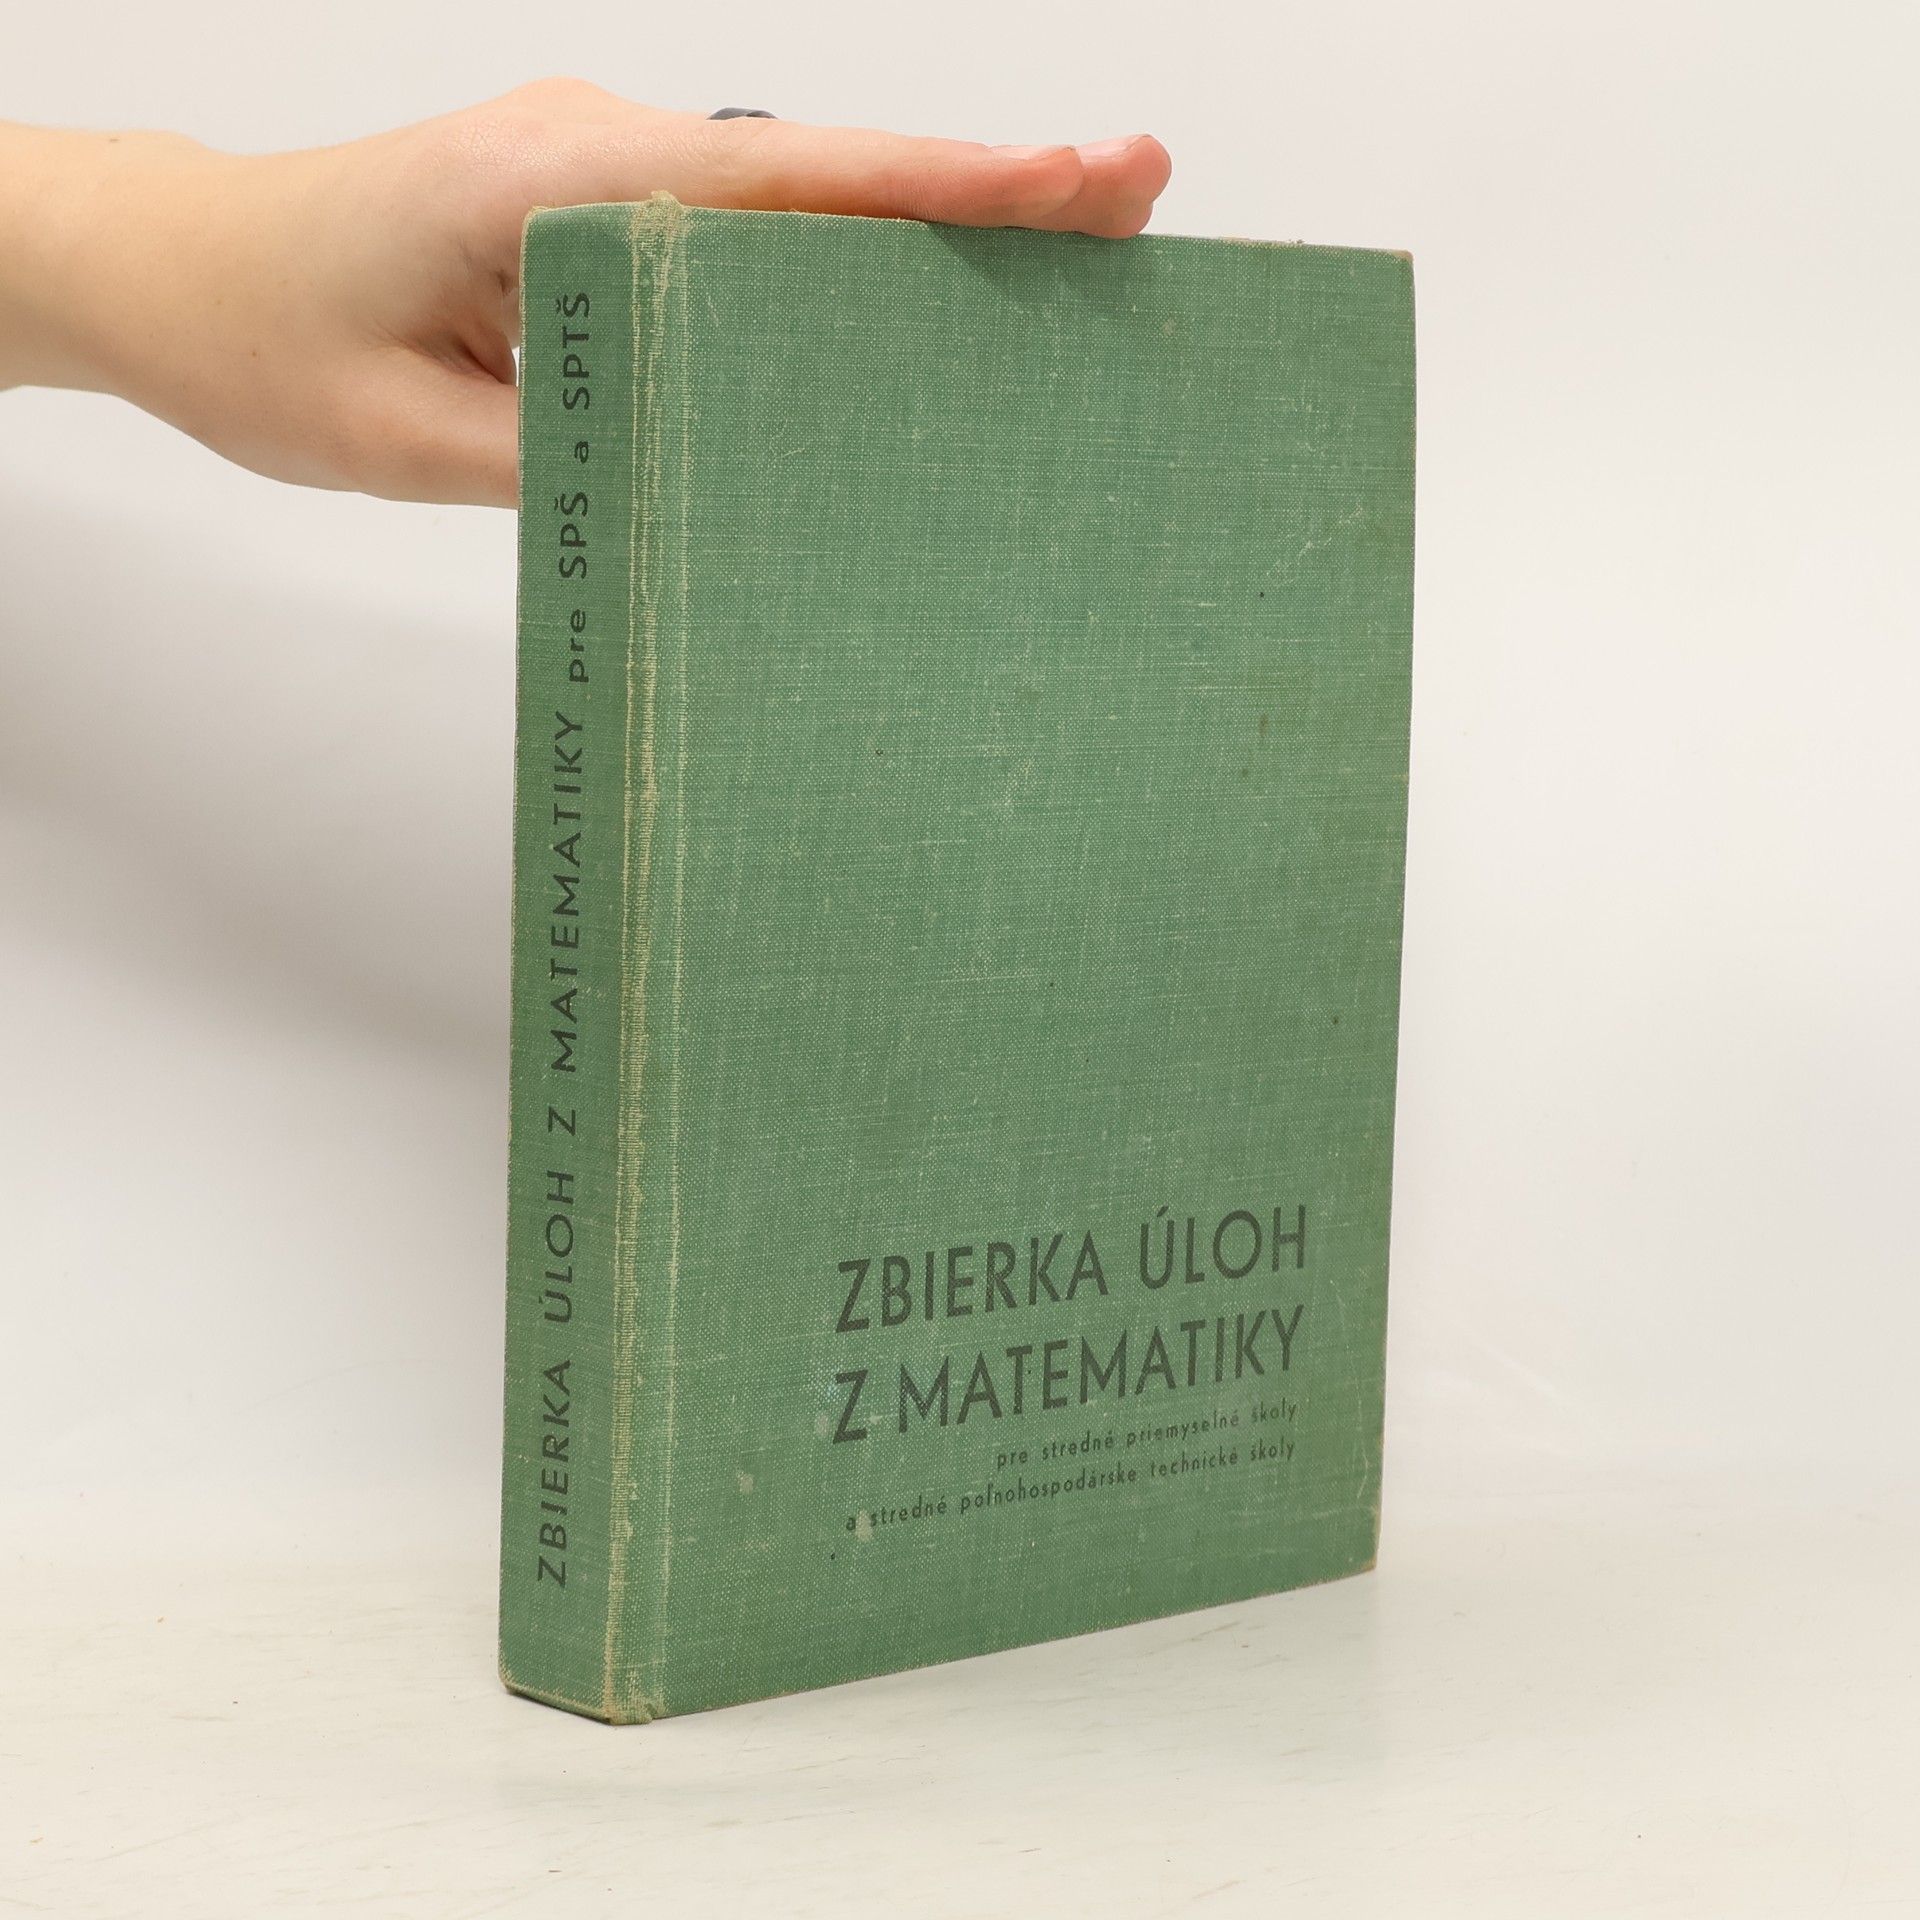 ZBIERKA ÚLOH Z MATEMATIKY pre SPŠ a SPTŠ
ZBIERKA ÚLOH
Z MATEMATIKY
pre stredné priemyselné školy
a stredné poľnohospodárske technické školy